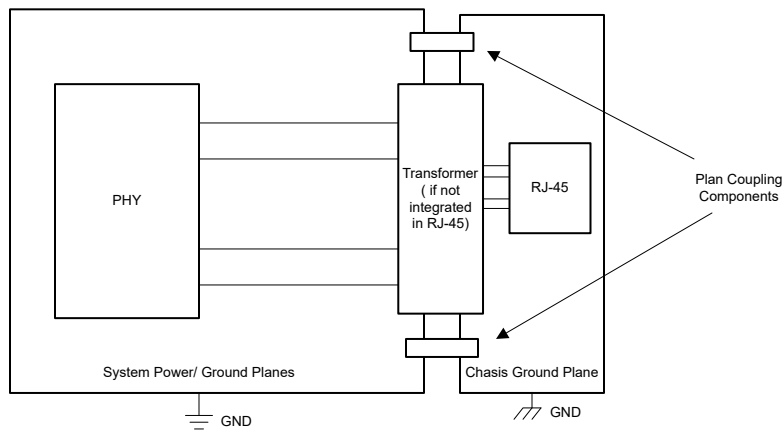 PHY
Transformer
( if not
integrated
in RJ-45)
RJ-45
Plan Coupling
Components
System Power/ Ground Planes
Chasis Ground Plane
GND
GND